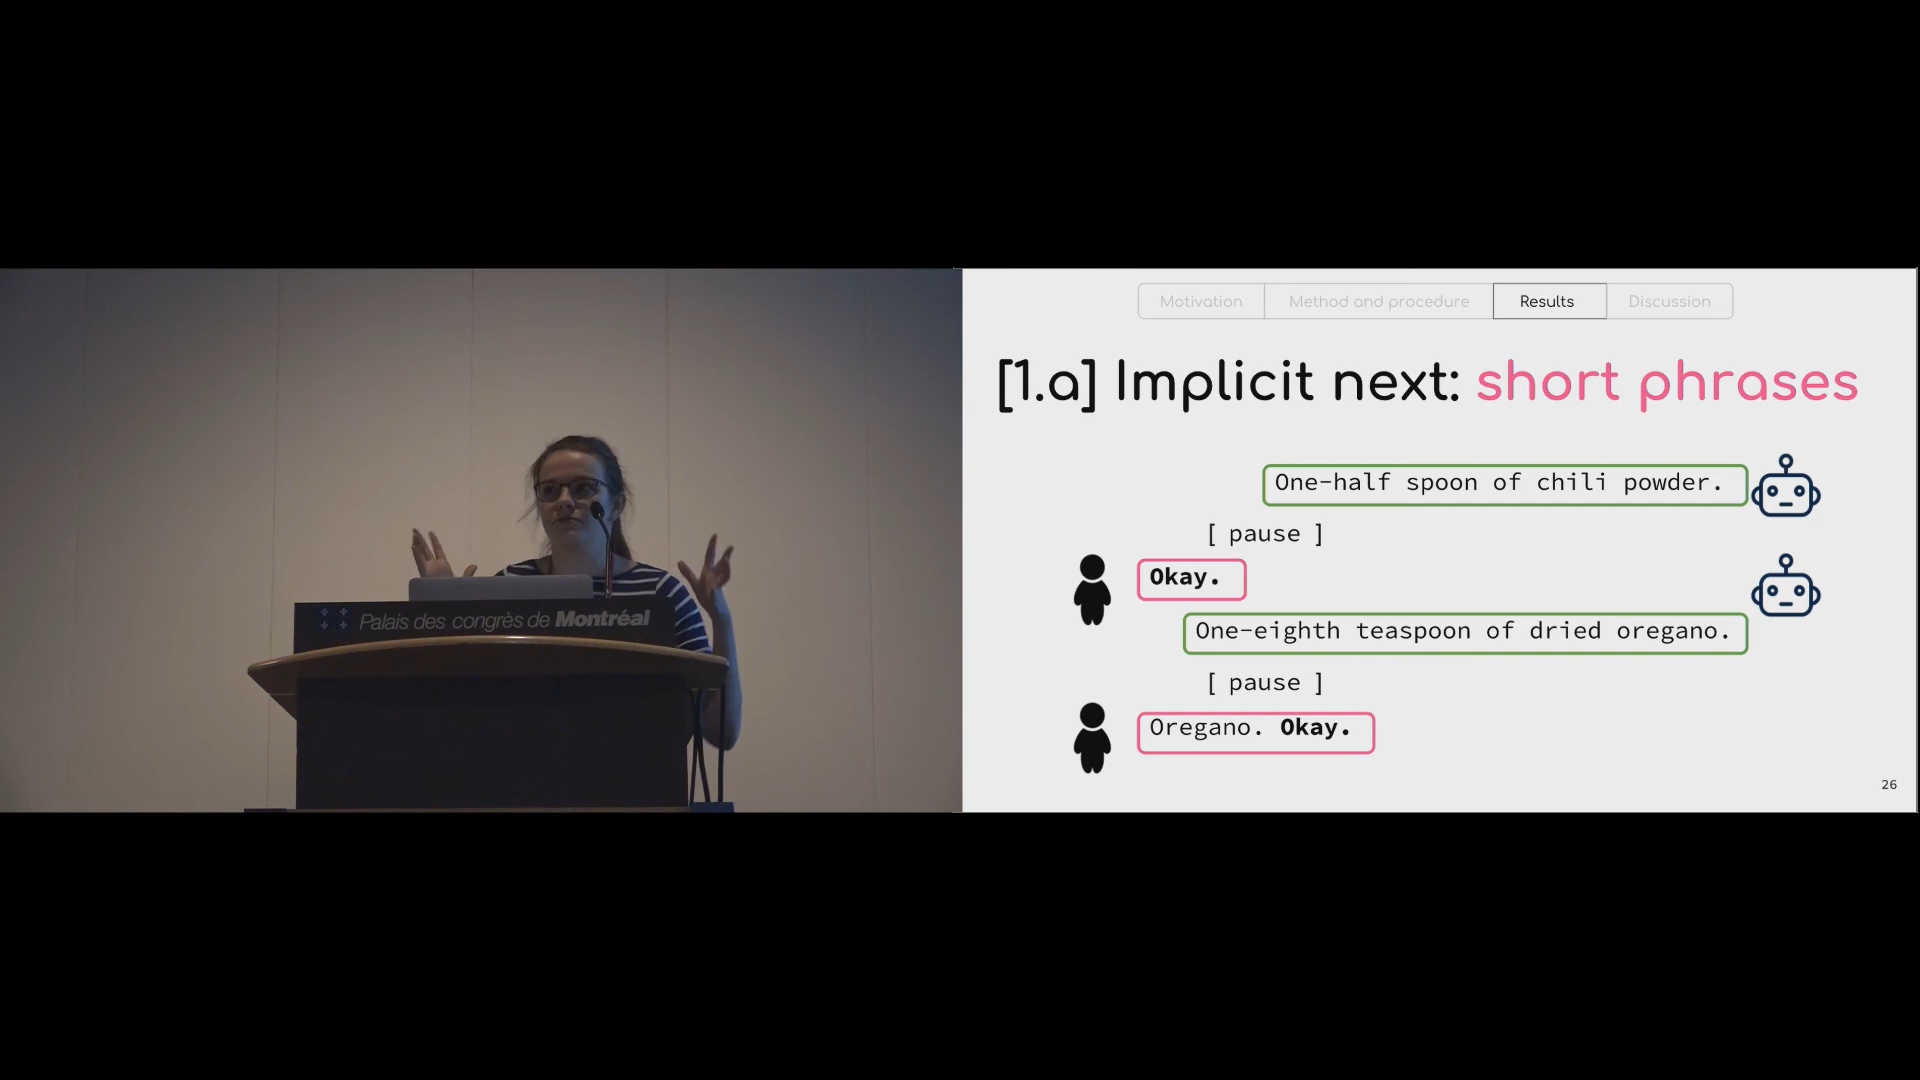 Palais des congrès de Montréal
Motivation
Method and procedure
Results
Discussion
[1.a] Implicit next: short phrases
One-half spoon of chili powder.
[ pause ]
Okay.
One-eighth teaspoon of dried oregano.
[ pause ]
Oregano. Okay.
26